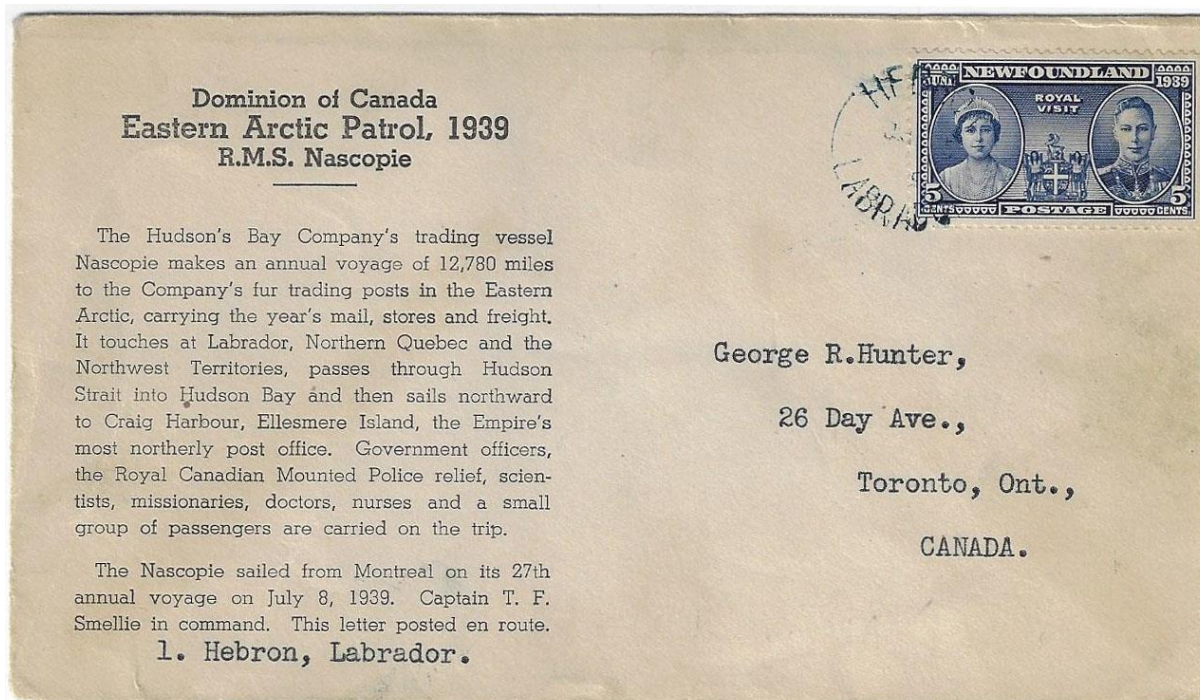 Dominion of Canada
Eastern Arctic Patrol, 1939
R.M.S. Nascopie
The Hudson's Bay Company's trading vessel
Nascopie makes an annual voyage of 12,780 miles
to the Company's fur trading posts in the Eastern
Arctic, carrying the year's mail, stores and freight.
It touches at Labrador, Northern Quebec and the
Northwest Territories, passes through Hudson
Strait into Hudson Bay and then sails northward
to Craig Harbour, Ellesmere Island, the Empire's
most northerly post office. Government officers,
the Royal Canadian Mounted Police relief, scien-
tists, missionaries, doctors, nurses and a small
group of passengers are carried on the trip.
The Nascopie sailed from Montreal on its 27th
annual voyage on July 8, 1939. Captain T. F.
Smellie in command. This letter posted en route.
1. Hebron, Labrador.
NEWFOUNDLAND
1939
ROYAL
VISIT
5 5
CENTS POSTAGE CENTS
George R.Hunter,
26 Day Ave.,
Toronto, Ont.,
CANADA.